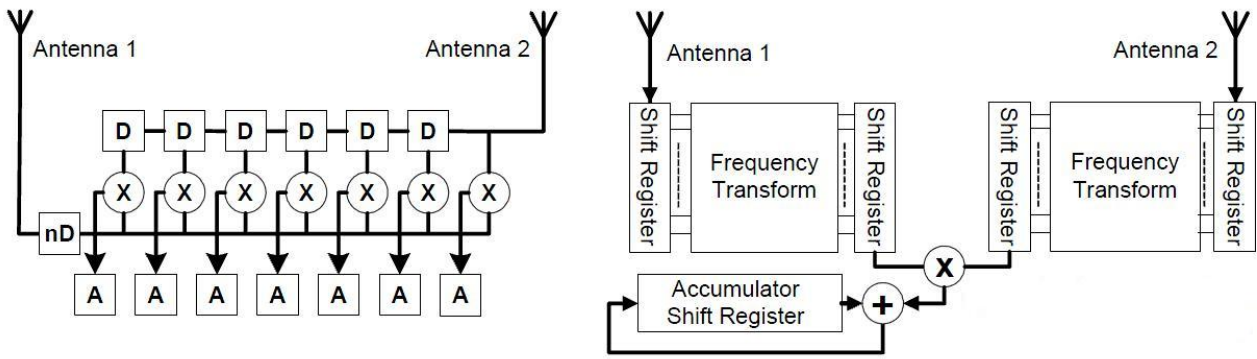 Antenna 1
Antenna 2
D D D D D D
X X X X X X X
nD
A A A A A A A
Antenna 1
Antenna 2
Shift Register
Frequency
Transform
Shift Register
Shift Register
Frequency
Transform
Shift Register
X
Accumulator
Shift Register
+